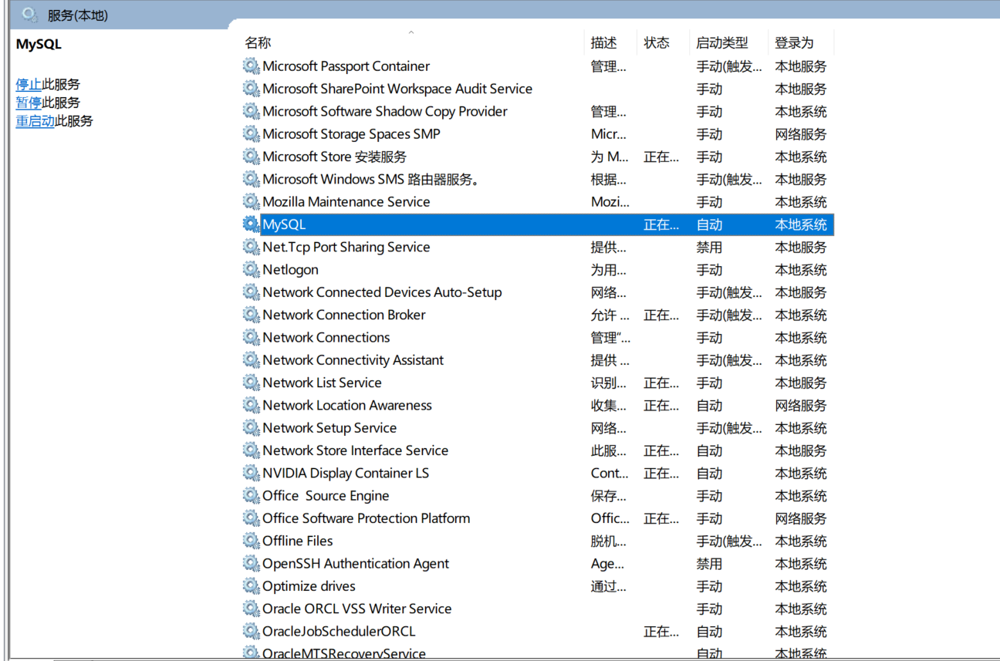 服务(本地)
MySQL
停止此服务
暂停此服务
重启动此服务
名称 描述 状态 启动类型 登录为
Microsoft Passport Container 管理... 手动(触发... 本地服务
Microsoft SharePoint Workspace Audit Service 手动 本地服务
Microsoft Software Shadow Copy Provider 管理... 手动 本地系统
Microsoft Storage Spaces SMP Micr... 手动 网络服务
Microsoft Store 安装服务 为 M... 正在... 手动 本地系统
Microsoft Windows SMS 路由器服务。 根据... 手动(触发... 本地服务
Mozilla Maintenance Service Mozi... 手动 本地系统
MySQL 正在... 自动 本地系统
Net.Tcp Port Sharing Service 提供... 禁用 本地服务
Netlogon 为用... 手动 本地系统
Network Connected Devices Auto-Setup 网络... 手动(触发... 本地服务
Network Connection Broker 允许 ... 正在... 手动(触发... 本地系统
Network Connections 管理“... 手动 本地系统
Network Connectivity Assistant 提供 ... 手动(触发... 本地系统
Network List Service 识别... 正在... 手动 本地服务
Network Location Awareness 收集... 正在... 自动 网络服务
Network Setup Service 网络... 手动(触发... 本地系统
Network Store Interface Service 此服... 正在... 自动 本地服务
NVIDIA Display Container LS Cont... 正在... 自动 本地系统
Office  Source Engine 保存... 手动 本地系统
Office Software Protection Platform Offic... 正在... 手动 网络服务
Offline Files 脱机... 手动(触发... 本地系统
OpenSSH Authentication Agent Age... 禁用 本地系统
Optimize drives 通过... 手动 本地系统
Oracle ORCL VSS Writer Service 手动 本地系统
OracleJobSchedulerORCL 正在... 自动 本地系统
OracleMTSRecoveryService 自动 本地系统